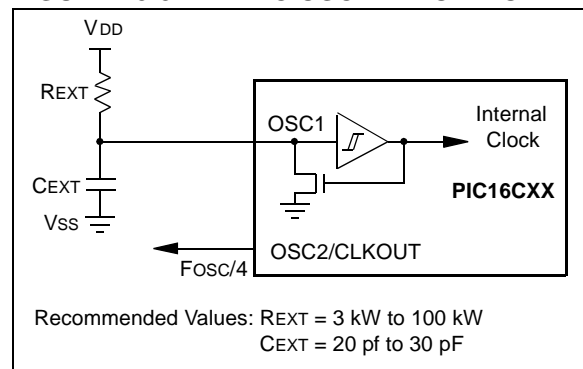 VDD
REXT
OSC1
Internal
Clock
CEXT
PIC16CXX
VSS
OSC2/CLKOUT
FOSC/4
Recommended Values: REXT = 3 kW to 100 kW
CEXT = 20 pf to 30 pF